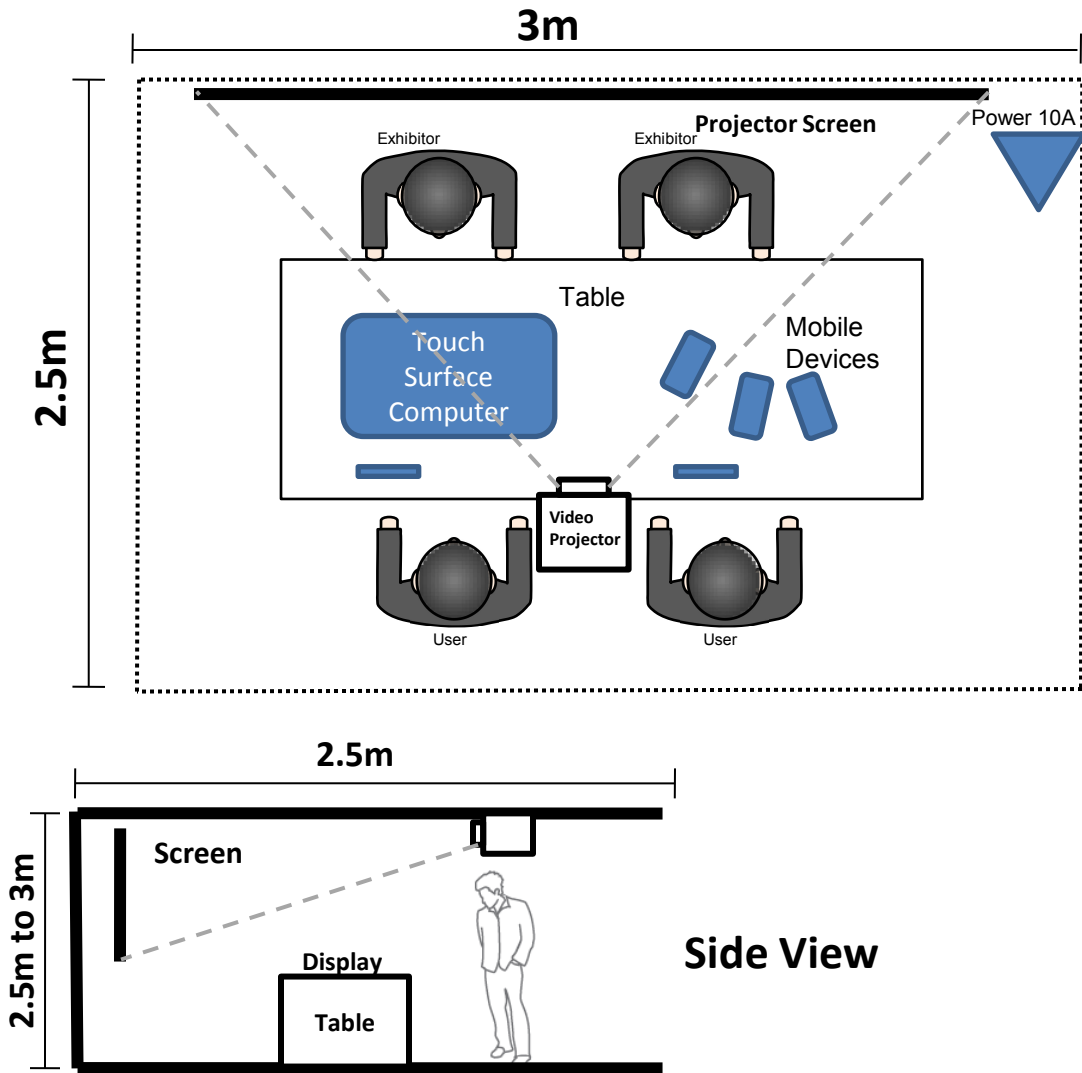 3m
Projector Screen
Power 10A
Exhibitor
Exhibitor
2.5m
Table
Mobile
Devices
Touch
Surface
Computer
Video
Projector
User
User
2.5m
2.5m to 3m
Screen
Display
Table
Side View